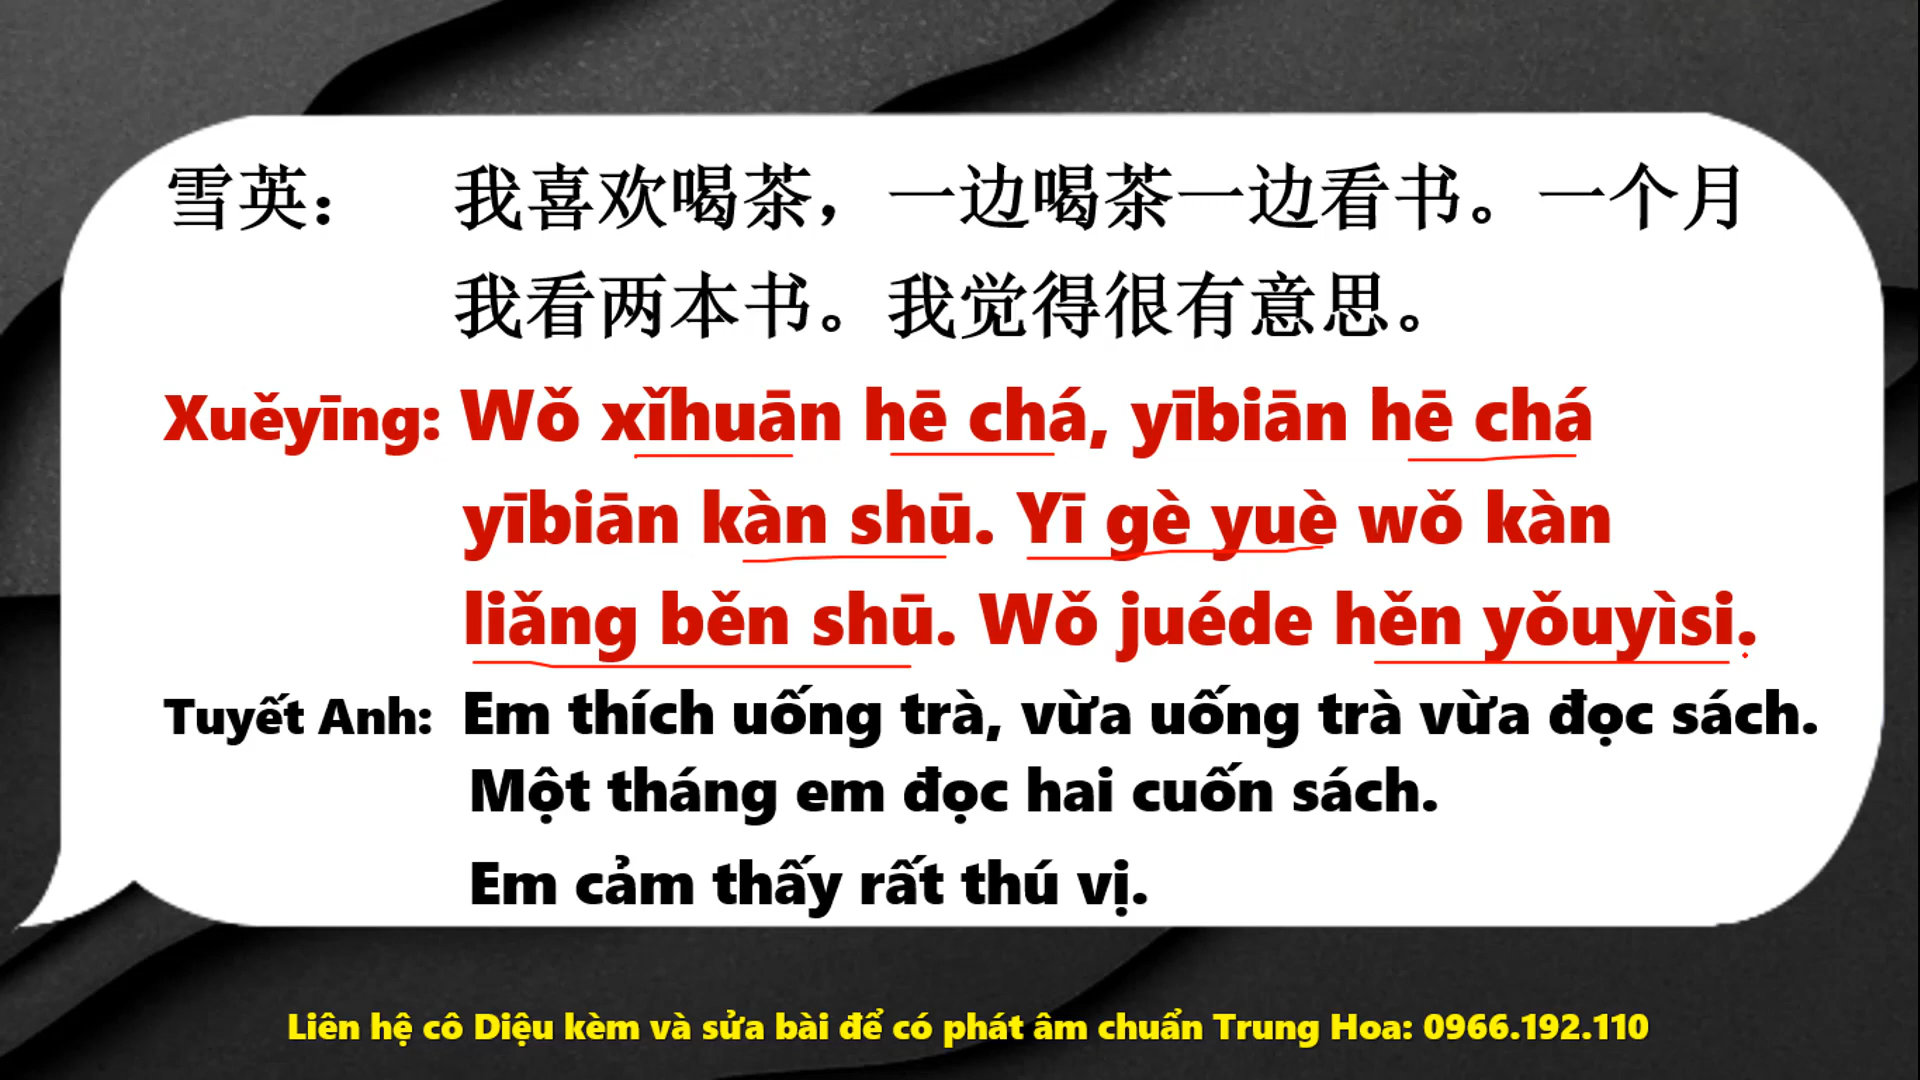 雪英： 我喜欢喝茶，一边喝茶一边看书。一个月
我看两本书。我觉得很有意思。
Xuěyīng: Wǒ xǐhuān hē chá, yībiān hē chá
yībiān kàn shū. Yī gè yuè wǒ kàn
liǎng běn shū. Wǒ juéde hěn yǒuyìsi.
Tuyết Anh: Em thích uống trà, vừa uống trà vừa đọc sách.
Một tháng em đọc hai cuốn sách.
Em cảm thấy rất thú vị.
Liên hệ cô Diệu kèm và sửa bài để có phát âm chuẩn Trung Hoa: 0966.192.110